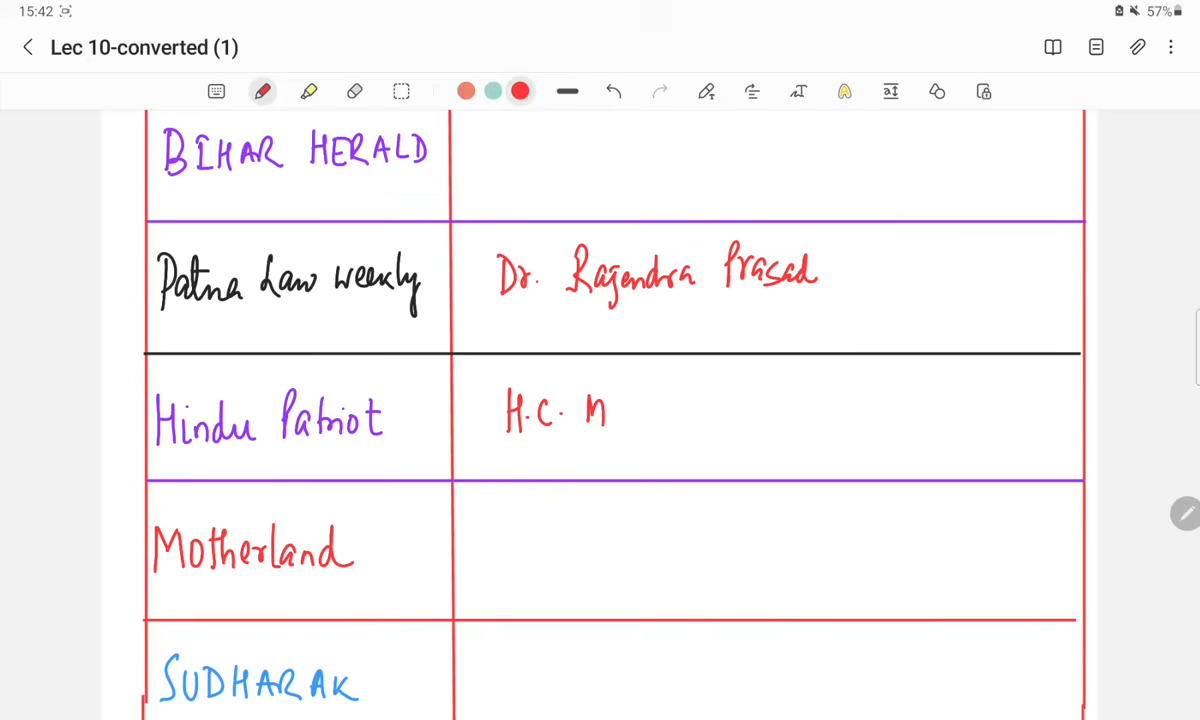 15:42
57%
Lec 10-converted (1)
BIHAR HERALD
Patna Law weekly Dr. Rajendra Prasad
Hindu Patriot H.C. M
Motherland
SUDHARAK